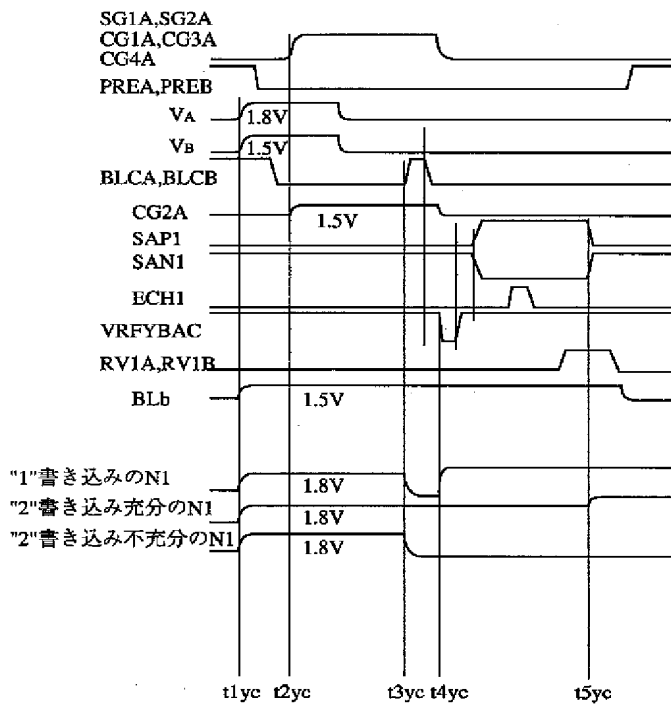 SG1A,SG2A
CG1A,CG3A
CG4A
PREA,PREB
VA
1.8V
VB
1.5V
BLCA,BLCB
CG2A
1.5V
SAP1
SAN1
ECH1
VRFYBAC
RV1A,RV1B
BLb
1.5V
"1"書き込みのN1
1.8V
"2"書き込み充分のN1
1.8V
"2"書き込み不充分のN1
1.8V
t1yc t2yc t3yc t4yc t5yc